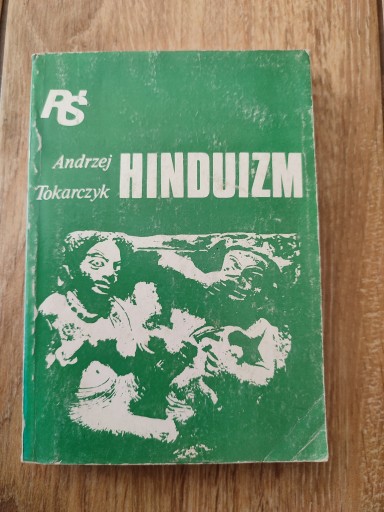 RŚ
Andrzej
Tokarczyk
HINDUIZM